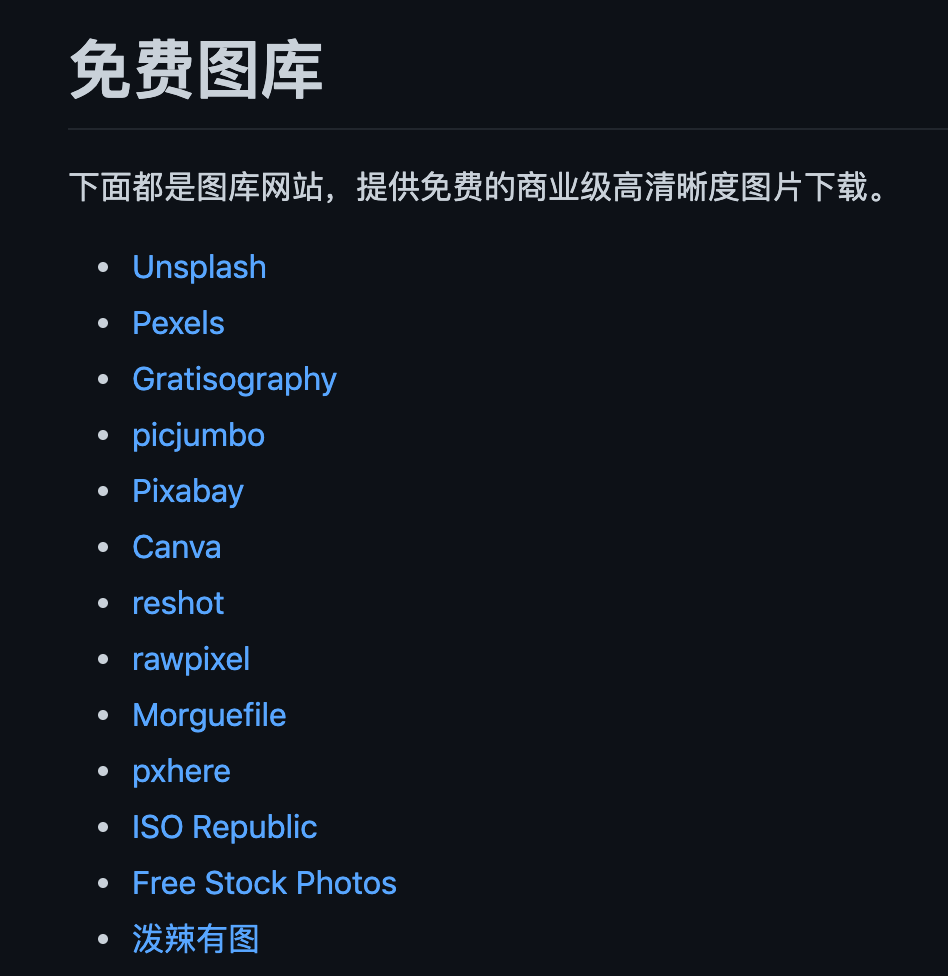 免费图库
下面都是图库网站，提供免费的商业级高清晰度图片下载。
Unsplash
Pexels
Gratisography
picjumbo
Pixabay
Canva
reshot
rawpixel
Morguefile
pxhere
ISO Republic
Free Stock Photos
泼辣有图